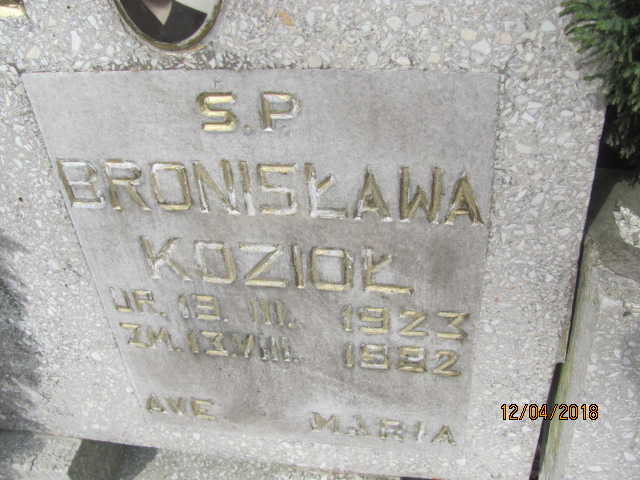 S.P
BRONISŁAWA
KOZIOŁ
UR. 19. III. 1923
ZM. 13.VIII. 1982
AVE MARIA
12/04/2018